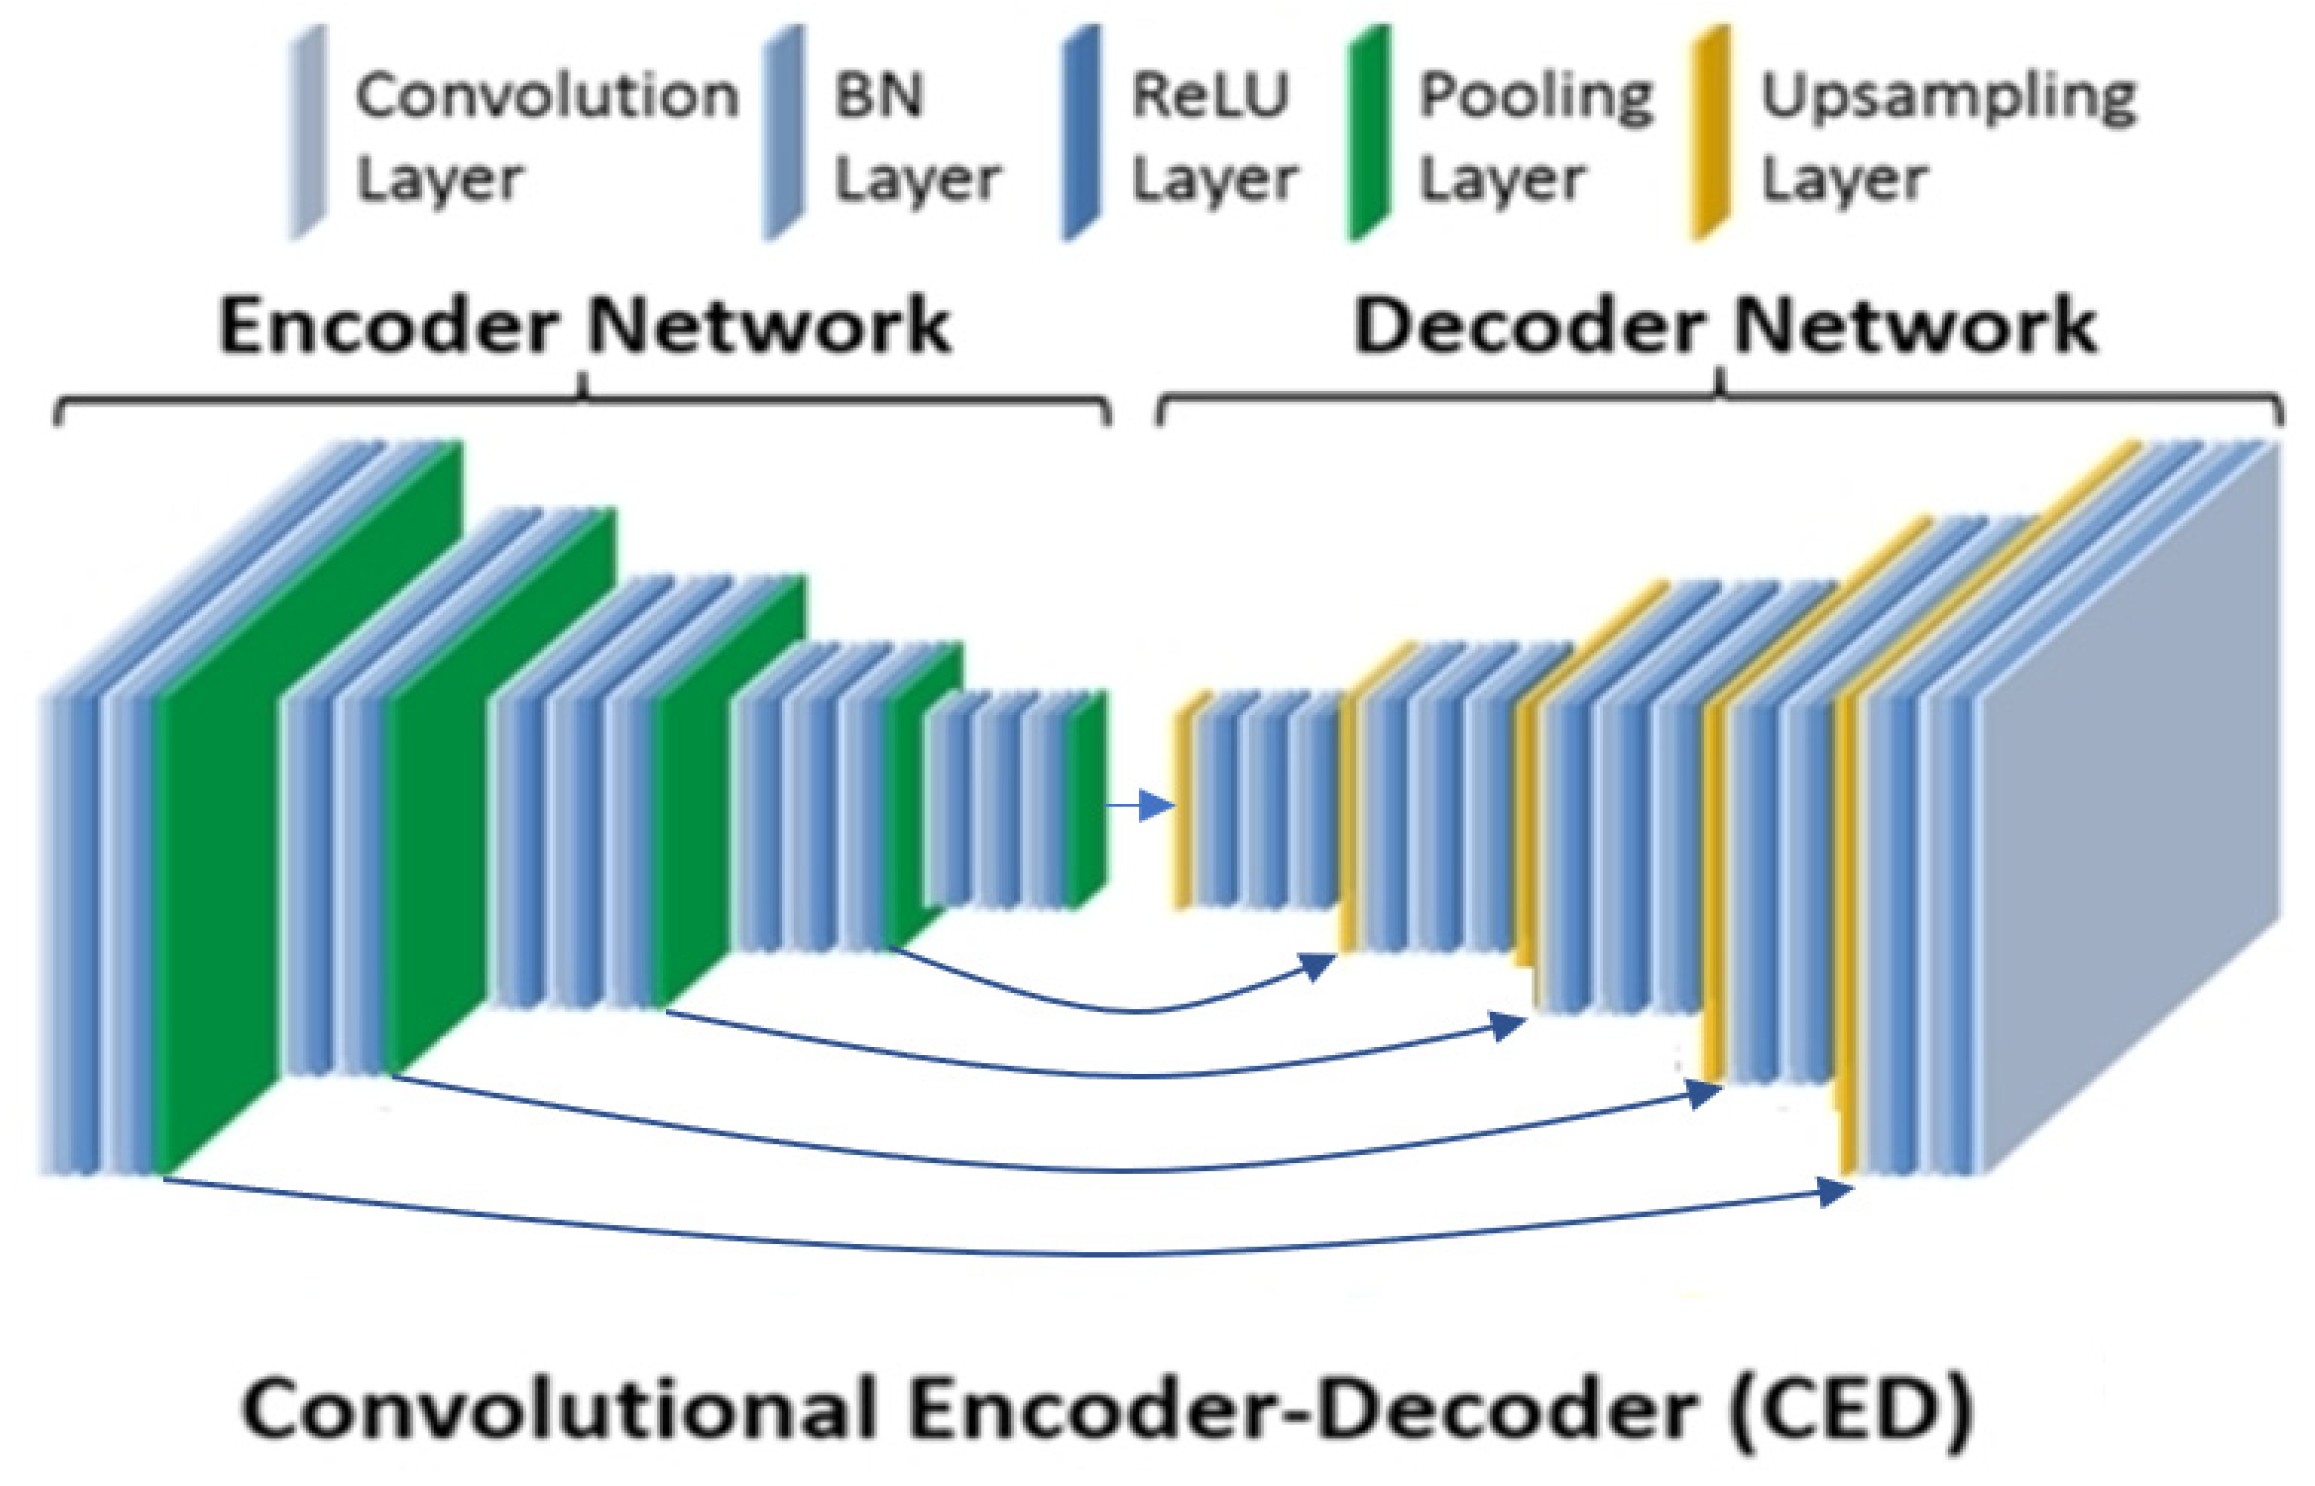 Convolution Layer
BN Layer
ReLU Layer
Pooling Layer
Upsampling Layer
Encoder Network
Decoder Network
Convolutional Encoder-Decoder (CED)